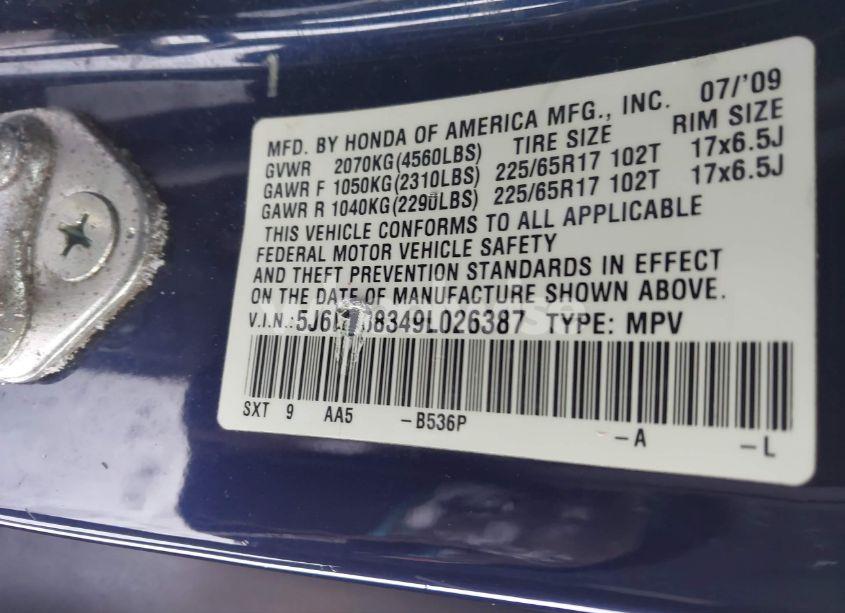 MFD. BY HONDA OF AMERICA MFG., INC. 07/'09
GVWR 2070KG(4560LBS) TIRE SIZE RIM SIZE
GAWR F 1050KG(2310LBS) 225/65R17 102T 17x6.5J
GAWR R 1040KG(2290LBS) 225/65R17 102T 17x6.5J
THIS VEHICLE CONFORMS TO ALL APPLICABLE
FEDERAL MOTOR VEHICLE SAFETY
AND THEFT PREVENTION STANDARDS IN EFFECT
ON THE DATE OF MANUFACTURE SHOWN ABOVE.
V.I.N.: TYPE: MPV
SXT 9 AA5 -B536P -A -L